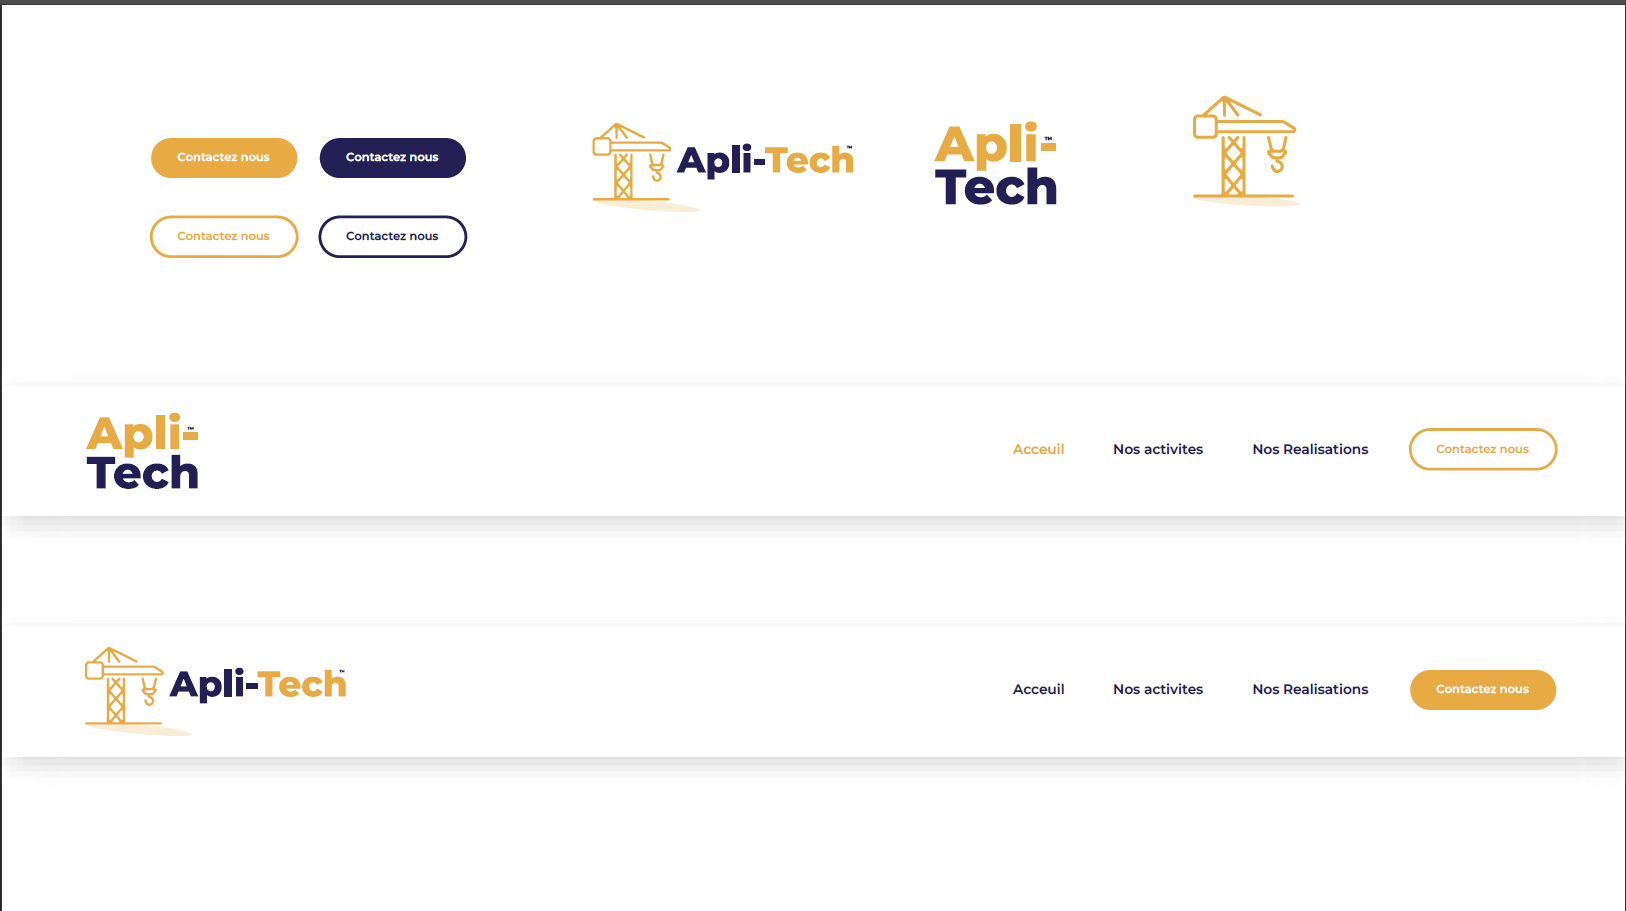 Contactez nous
Contactez nous
Contactez nous
Contactez nous
Apli-Tech™
Apli-™
Tech
Apli-™
Tech
Acceuil
Nos activites
Nos Realisations
Contactez nous
Apli-Tech™
Acceuil
Nos activites
Nos Realisations
Contactez nous